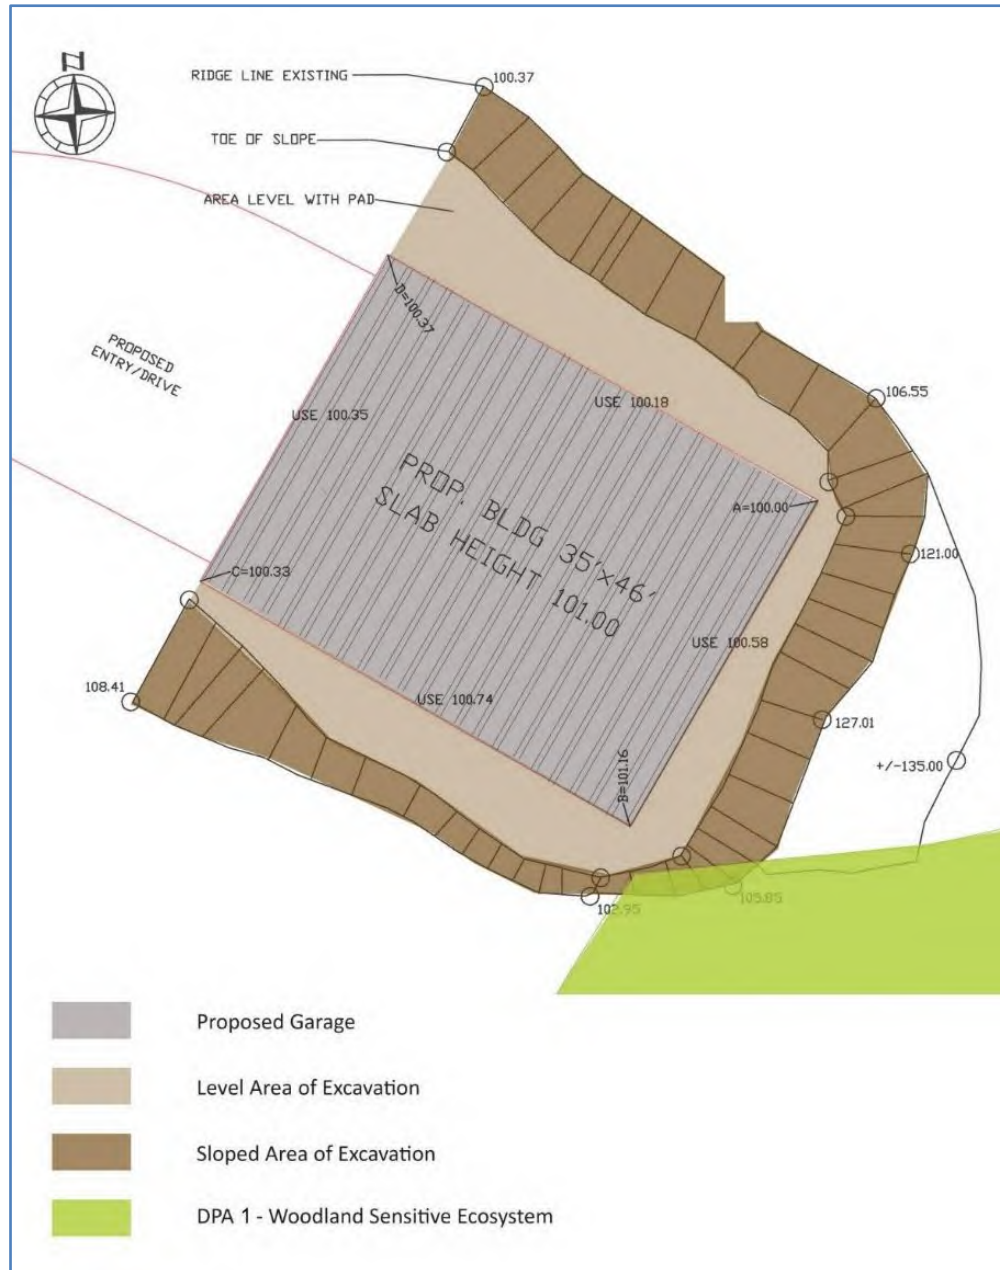 N
RIDGE LINE EXISTING
100.37
TOE OF SLOPE
AREA LEVEL WITH PAD
D=100.37
PROPOSED
ENTRY/DRIVE
USE 100.35
USE 100.18
106.55
PROP. BLDG 35'x46'
SLAB HEIGHT 101.00
A=100.00
121.00
C=100.33
USE 100.58
108.41
USE 100.74
127.01
B=101.16
+/-135.00
102.95
105.85
Proposed Garage
Level Area of Excavation
Sloped Area of Excavation
DPA 1 - Woodland Sensitive Ecosystem